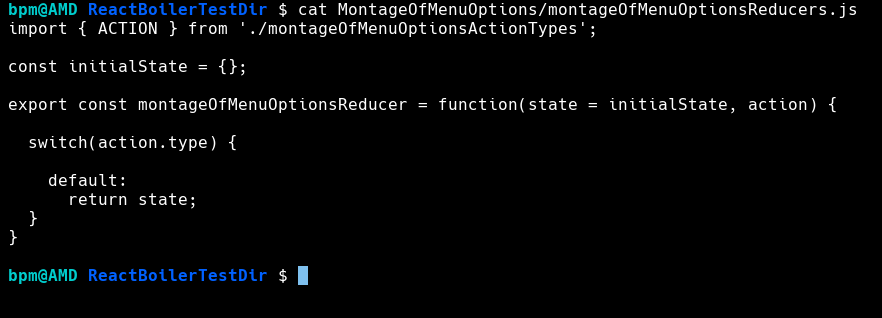 bpm@AMD ReactBoilerTestDir $ cat MontageOfMenuOptions/montageOfMenuOptionsReducers.js
import { ACTION } from './montageOfMenuOptionsActionTypes';
const initialState = {};
export const montageOfMenuOptionsReducer = function(state = initialState, action) {
switch(action.type) {
default:
return state;
}
}
bpm@AMD ReactBoilerTestDir $